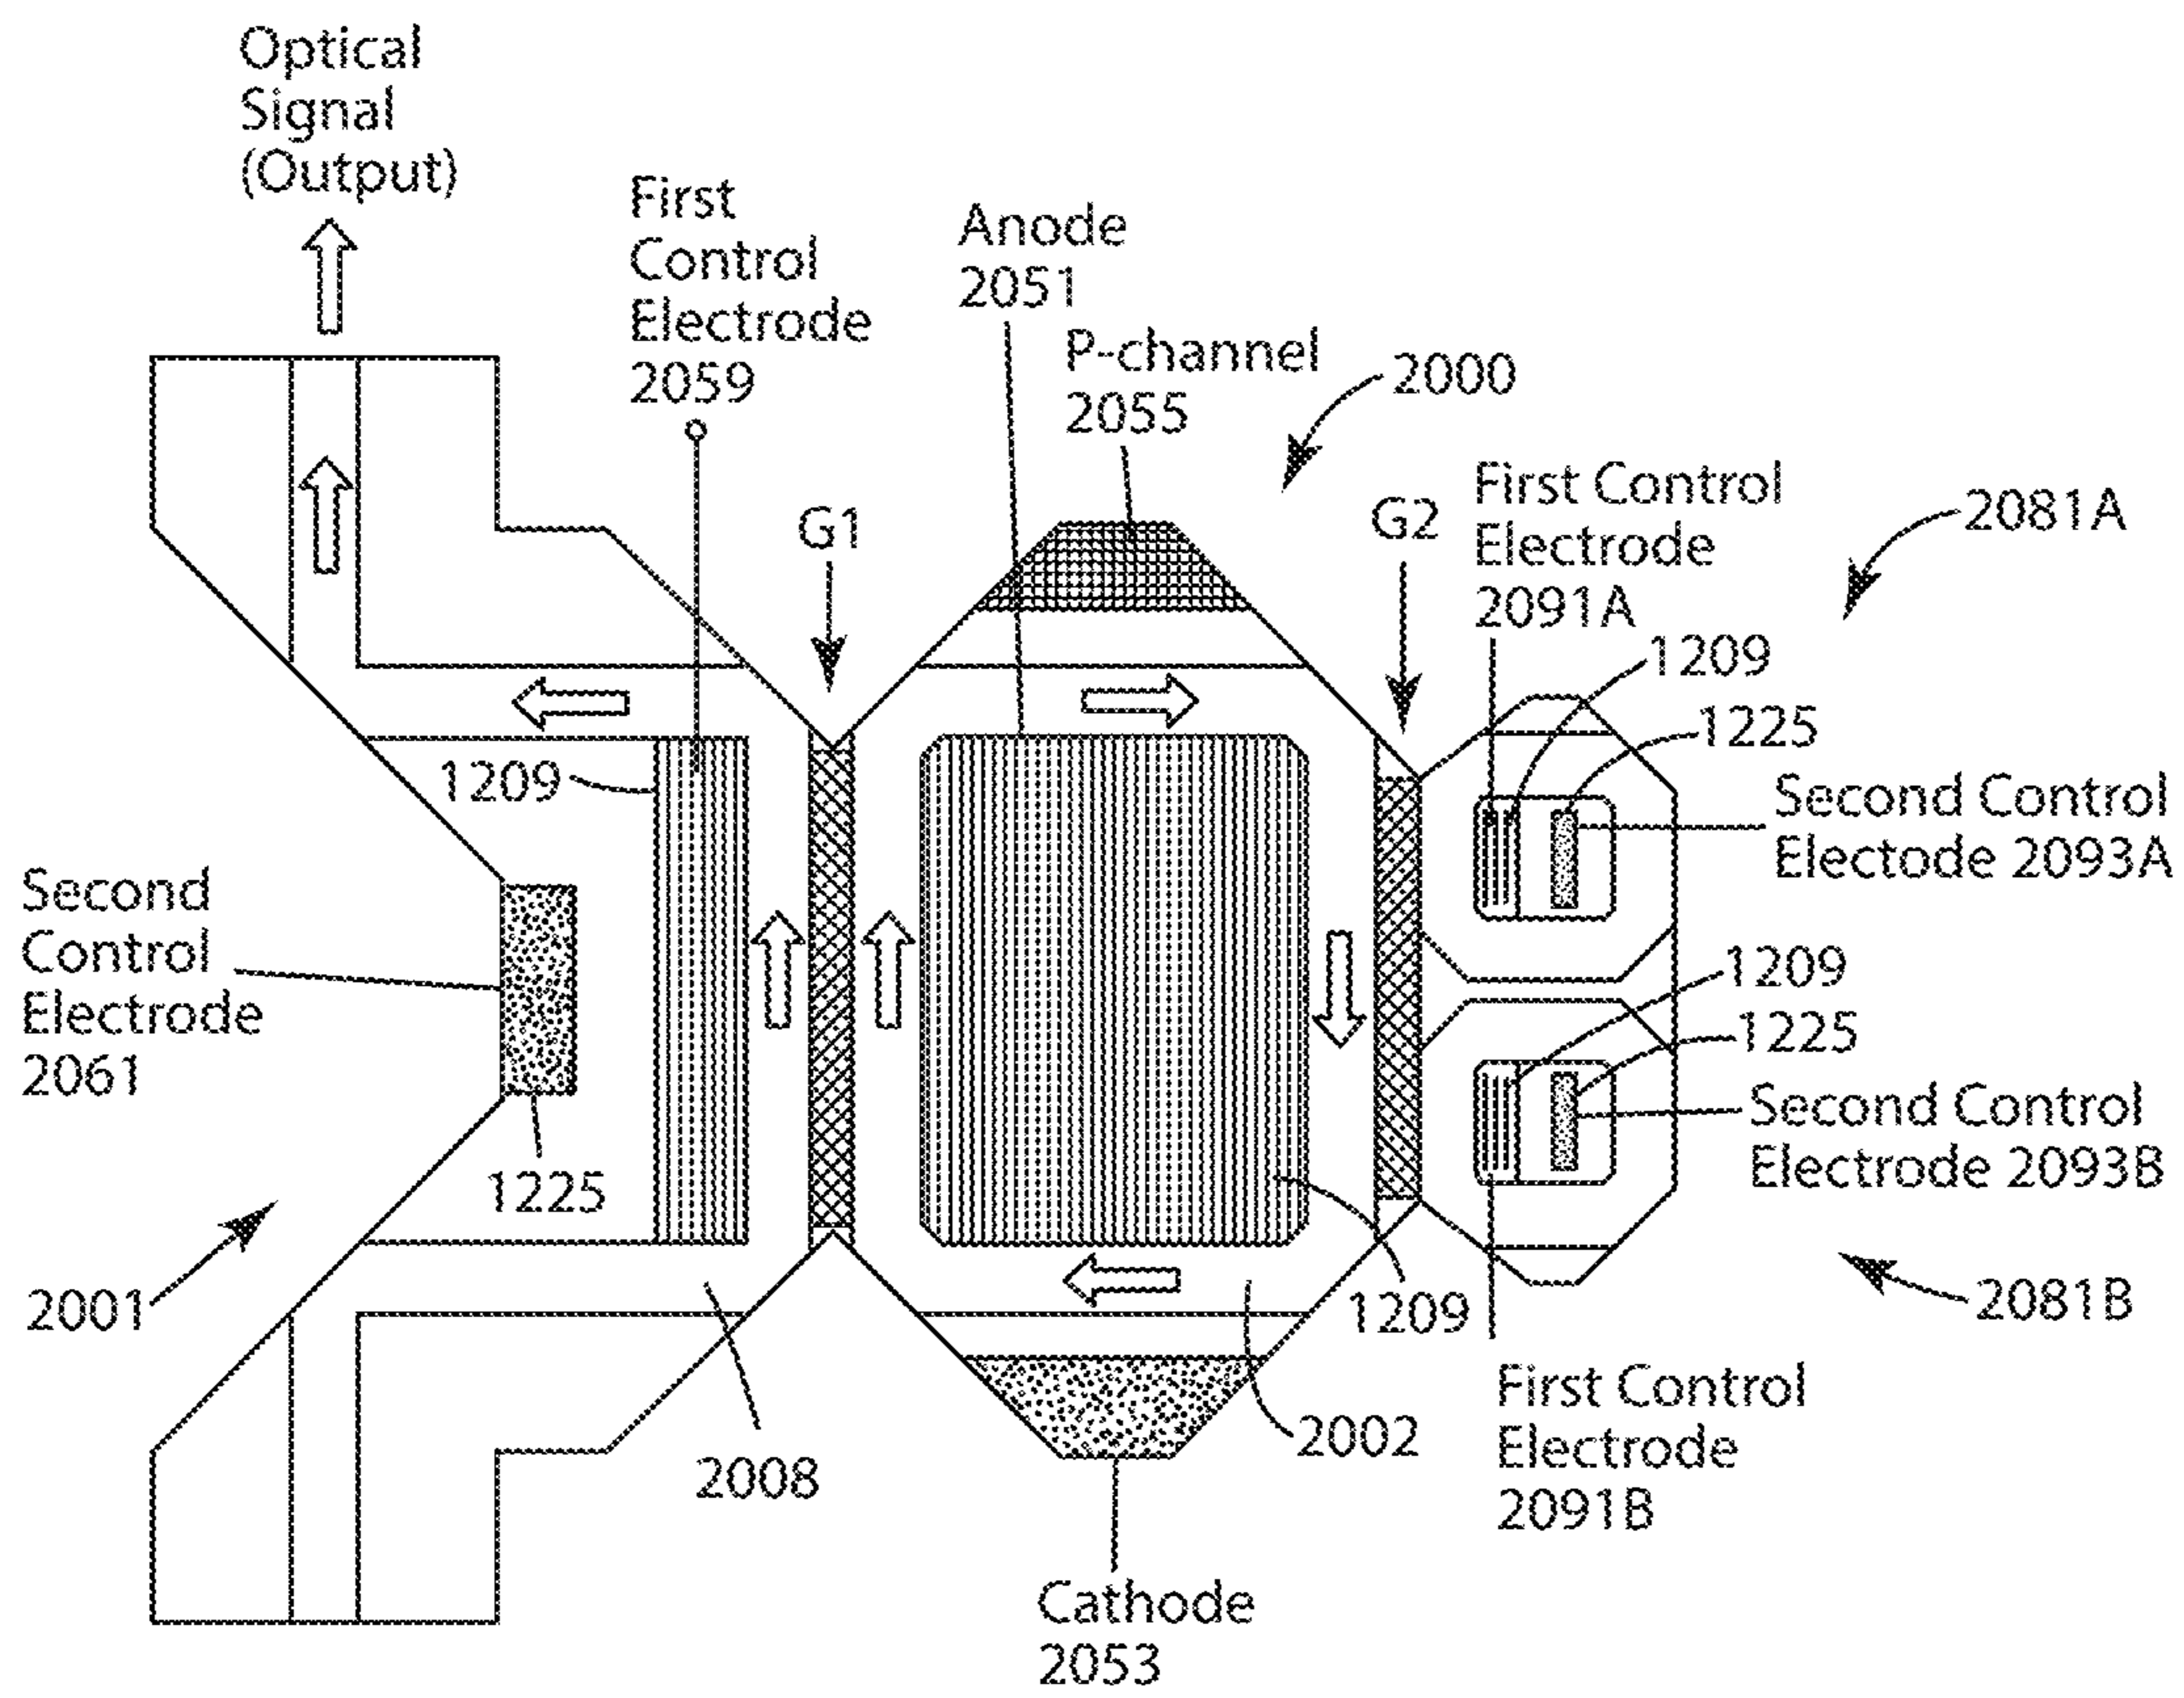 Optical
Signal
(Output)
First
Control
Electrode
2059
Anode
2051
P-channel
2055
2000
G1
G2
First Control
Electrode
2091A
2081A
1209
1225
Second Control
Electode 2093A
1209
Second
Control
Electrode
2061
1225
1209
1225
Second Control
Electrode 2093B
2001
2008
2002
1209
2081B
First Control
Electrode
2091B
Cathode
2053